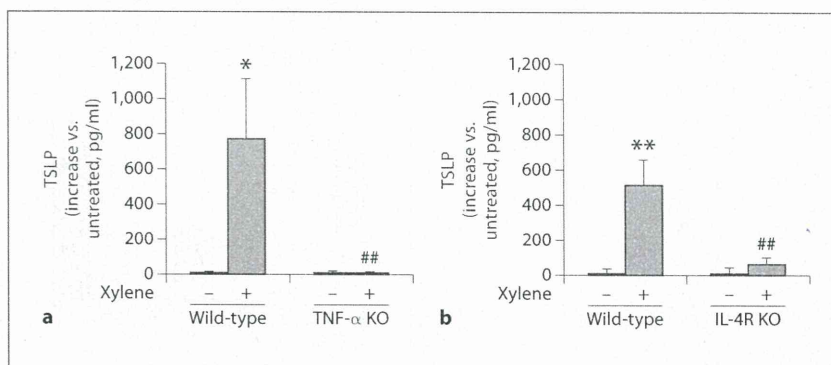 TSLP
(increase vs.
untreated, pg/ml)
1,200
1,000
800
600
400
200
0
*
##
Xylene
– + – +
Wild-type TNF-α KO
a
TSLP
(increase vs.
untreated, pg/ml)
1,200
1,000
800
600
400
200
0
**
##
Xylene
– + – +
Wild-type IL-4R KO
b